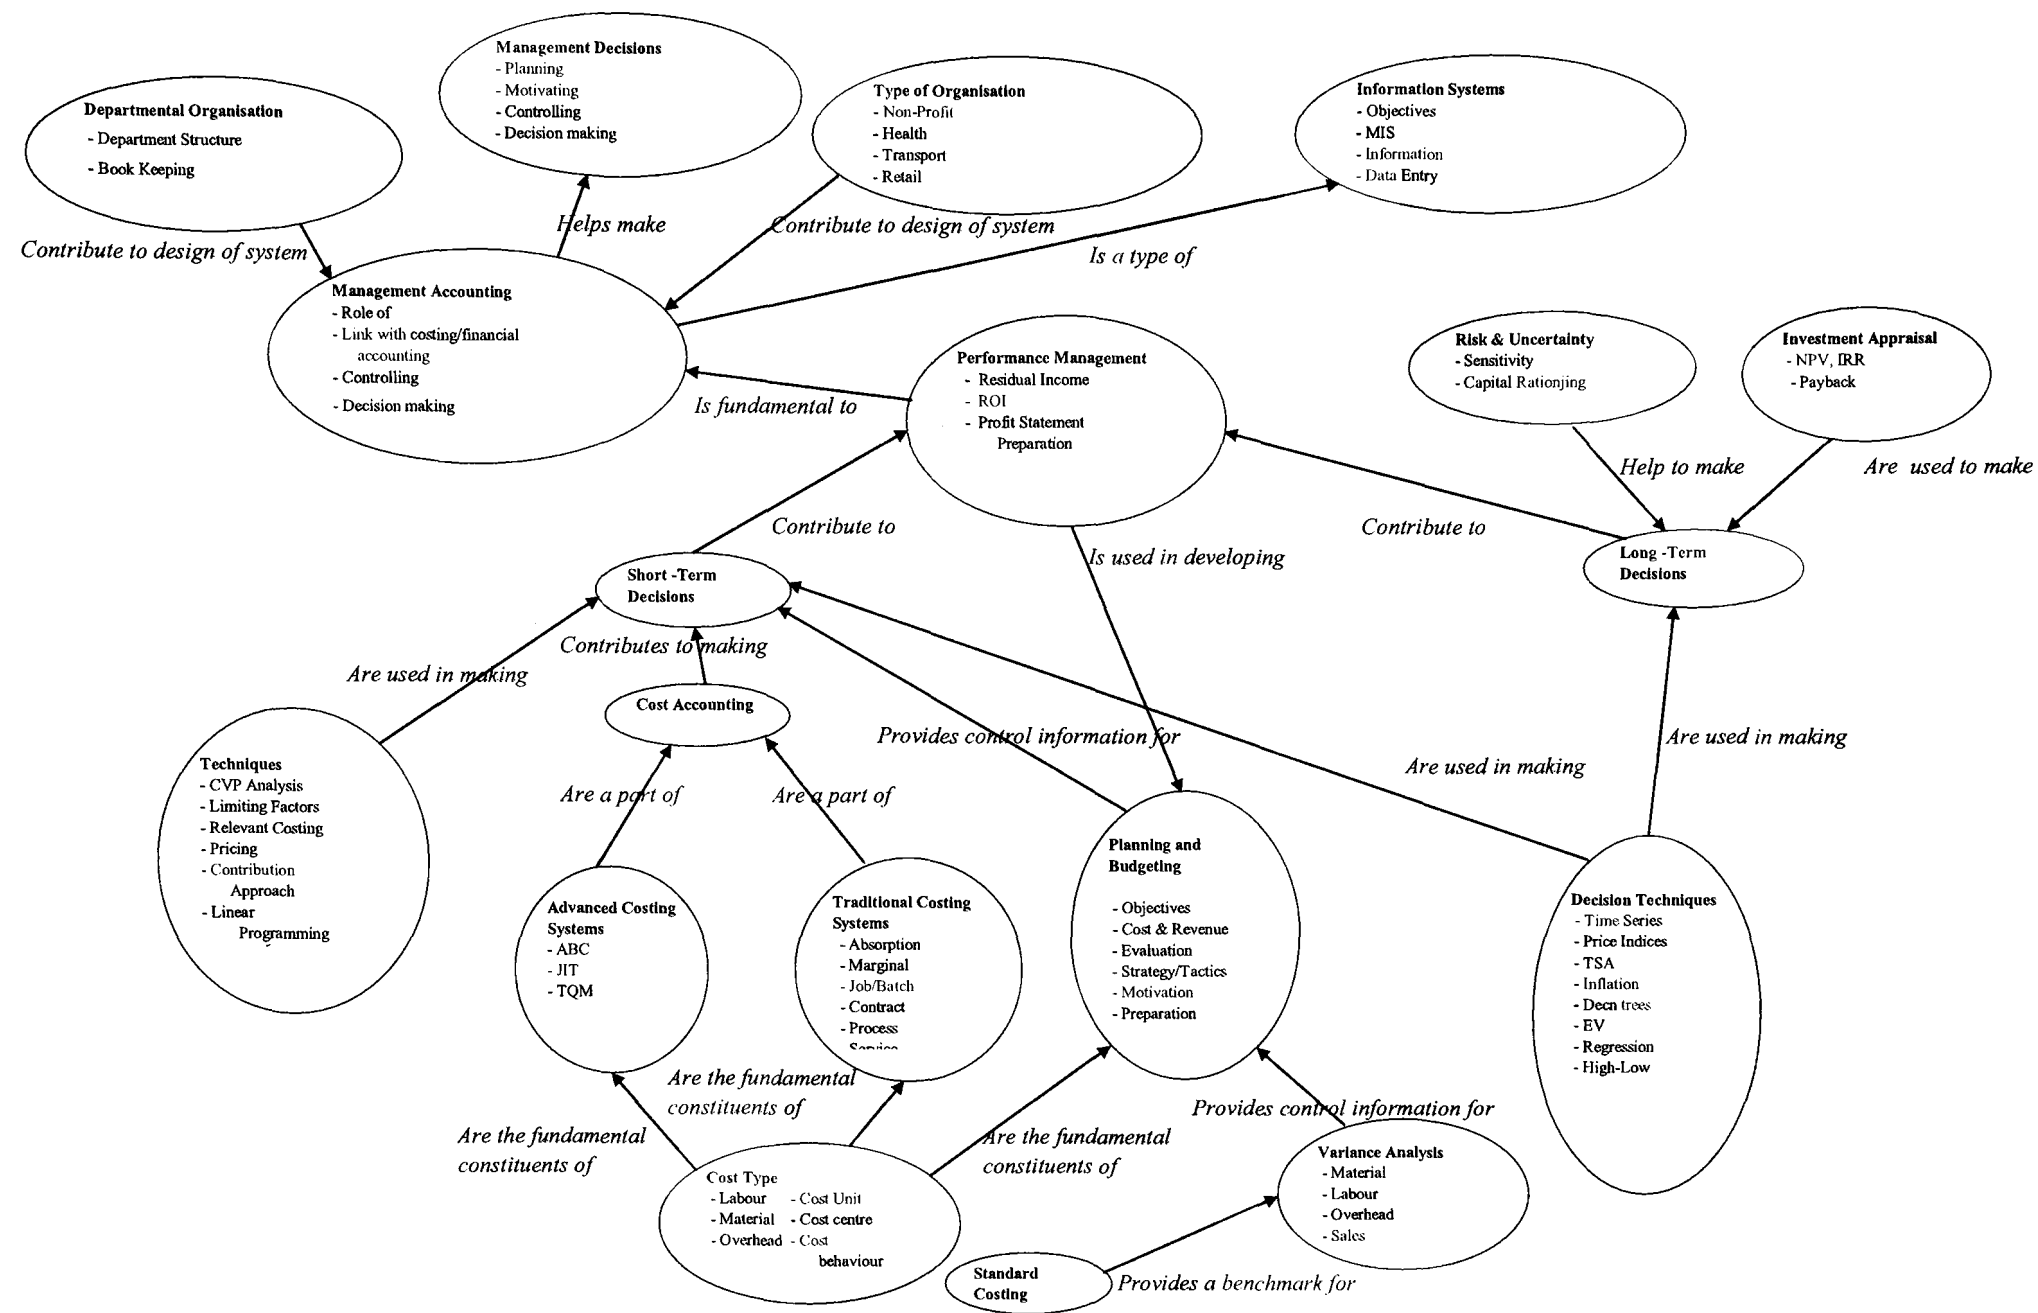 Management Decisions
- Planning
- Motivating
- Controlling
- Decision making
Departmental Organisation
- Department Structure
- Book Keeping
Type of Organisation
- Non-Profit
- Health
- Transport
- Retail
Information Systems
- Objectives
- MIS
- Information
- Data Entry
Contribute to design of system
Helps make
Contribute to design of system
Is a type of
Management Accounting
- Role of
- Link with costing/financial
accounting
- Controlling
- Decision making
Is fundamental to
Performance Management
- Residual Income
- ROI
- Profit Statement
Preparation
Risk & Uncertainty
- Sensitivity
- Capital Rationjing
Investment Appraisal
- NPV, IRR
- Payback
Help to make
Are used to make
Contribute to
Is used in developing
Contribute to
Long -Term
Decisions
Short -Term
Decisions
Contributes to making
Are used in making
Cost Accounting
Provides control information for
Are used in making
Are used in making
Techniques
- CVP Analysis
- Limiting Factors
- Relevant Costing
- Pricing
- Contribution
Approach
- Linear
Programming
Are a part of
Are a part of
Advanced Costing
Systems
- ABC
- JIT
- TQM
Traditional Costing
Systems
- Absorption
- Marginal
- Job/Batch
- Contract
- Process
- Service
Planning and
Budgeting
- Objectives
- Cost & Revenue
- Evaluation
- Strategy/Tactics
- Motivation
- Preparation
Decision Techniques
- Time Series
- Price Indices
- TSA
- Inflation
- Decn trees
- EV
- Regression
- High-Low
Are the fundamental
constituents of
Are the fundamental
constituents of
Are the fundamental
constituents of
Provides control information for
Cost Type
- Labour - Cost Unit
- Material - Cost centre
- Overhead - Cost
behaviour
Variance Analysis
- Material
- Labour
- Overhead
- Sales
Standard
Costing
Provides a benchmark for